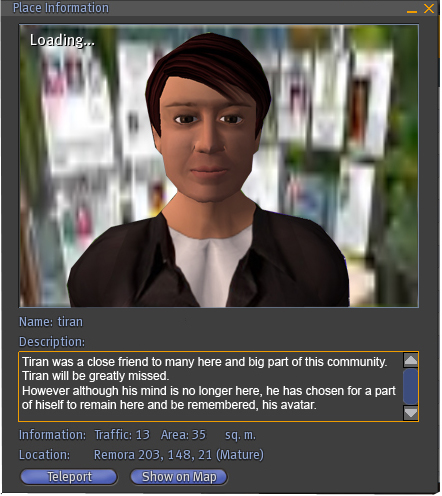 Place Information
Loading...
Name: tiran
Description:
Tiran was a close friend to many here and big part of this community.
Tiran will be greatly missed.
However although his mind is no longer here, he has chosen for a part
of hiself to remain here and be remembered, his avatar.
Information: Traffic: 13 Area: 35 sq. m.
Location: Remora 203, 148, 21 (Mature)
Teleport Show on Map